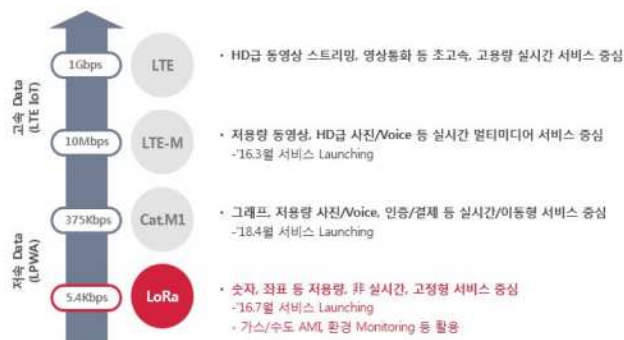 고속 Data
(LTE IoT)
저속 Data
(LPWA)
1Gbps
LTE
• HD급 동영상 스트리밍, 영상통화 등 초고속, 고용량 실시간 서비스 중심
10Mbps
LTE-M
• 저용량 동영상, HD급 사진/Voice 등 실시간 멀티미디어 서비스 중심
-'16.3월 서비스 Launching
375Kbps
Cat.M1
• 그래프, 저용량 사진/Voice, 인증/결제 등 실시간/이동형 서비스 중심
-'18.4월 서비스 Launching
5.4Kbps
LoRa
• 숫자, 좌표 등 저용량, 非 실시간, 고정형 서비스 중심
-'16.7월 서비스 Launching
• 가스/수도 AMI, 환경 Monitoring 등 활용